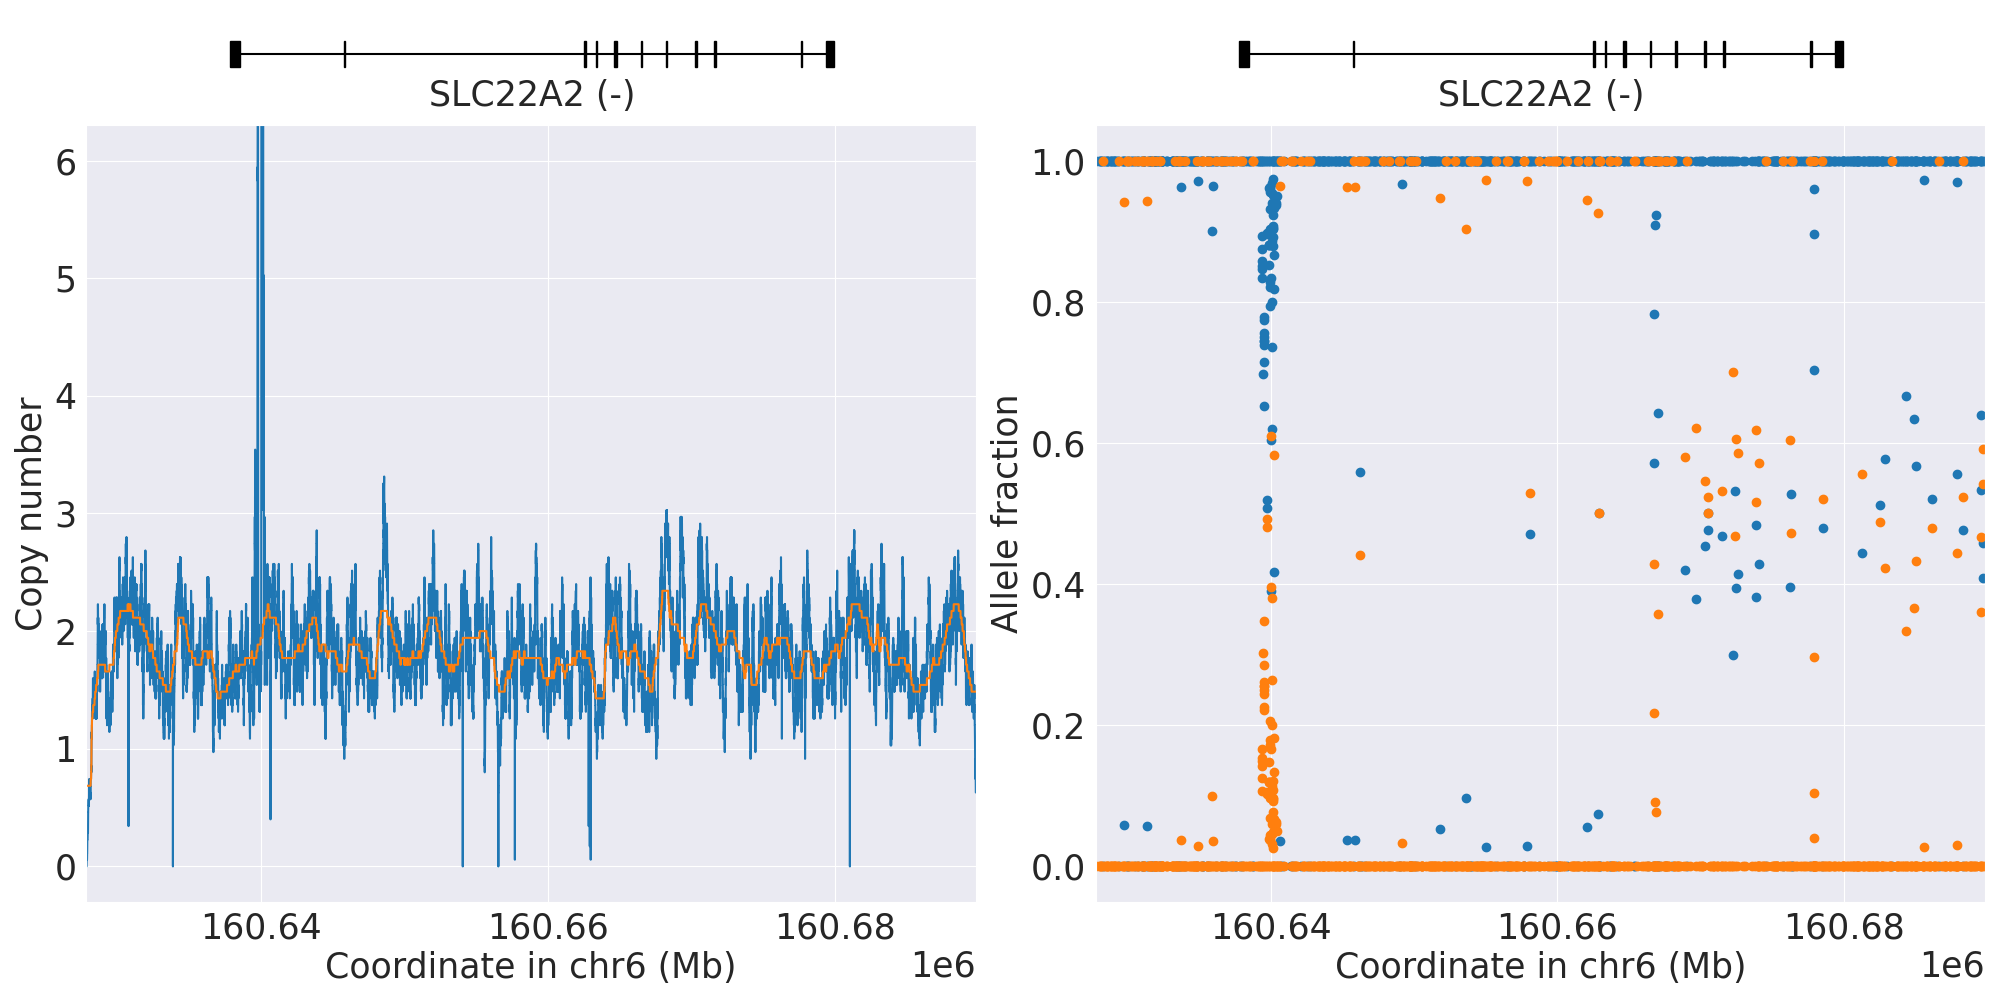 SLC22A2 (-)
SLC22A2 (-)
6
5
4
3
2
1
0
Copy number
160.64
160.66
160.68
Coordinate in chr6 (Mb)
1e6
1.0
0.8
0.6
0.4
0.2
0.0
Allele fraction
160.64
160.66
160.68
Coordinate in chr6 (Mb)
1e6